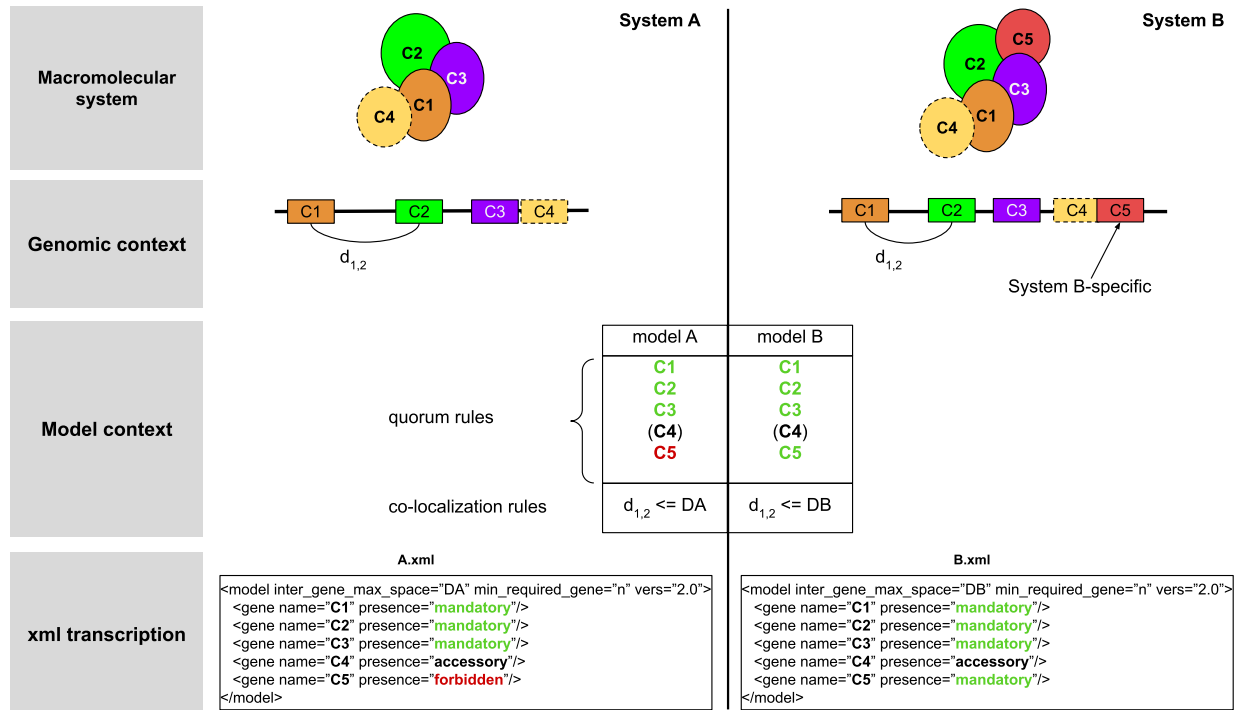 System A
System B
Macromolecular
system
C2
C3
C1
C4
C5
C2
C3
C1
C4
Genomic context
C1
C2
C3
C4
d1,2
C1
C2
C3
C4
C5
d1,2
System B-specific
Model context
model A
model B
quorum rules
C1
C2
C3
(C4)
C5
C1
C2
C3
(C4)
C5
co-localization rules
d1,2 <= DA
d1,2 <= DB
xml transcription
A.xml
<model inter_gene_max_space=”DA” min_required_gene=”n” vers=”2.0”>
<gene name=”C1” presence=”mandatory”/>
<gene name=”C2” presence=”mandatory”/>
<gene name=”C3” presence=”mandatory”/>
<gene name=”C4” presence=”accessory”/>
<gene name=”C5” presence=”forbidden”/>
</model>
B.xml
<model inter_gene_max_space=”DB” min_required_gene=”n” vers=”2.0”>
<gene name=”C1” presence=”mandatory”/>
<gene name=”C2” presence=”mandatory”/>
<gene name=”C3” presence=”mandatory”/>
<gene name=”C4” presence=”accessory”/>
<gene name=”C5” presence=”mandatory”/>
</model>